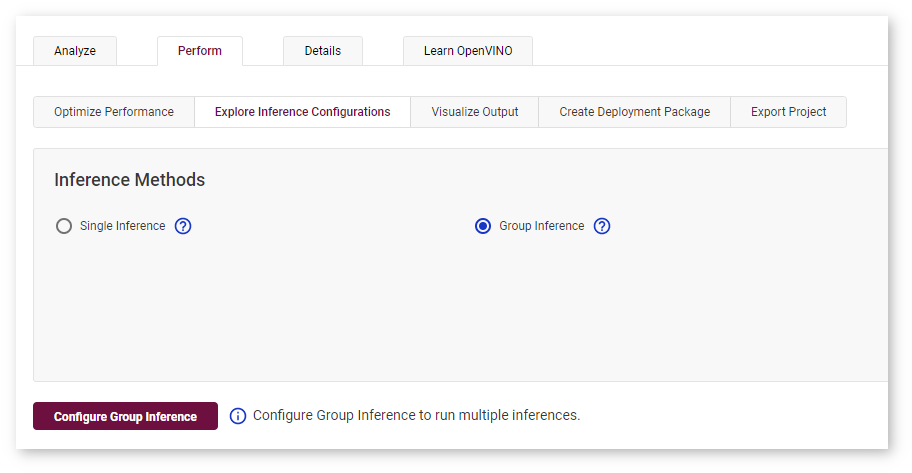 Analyze Perform Details Learn OpenVINO
Optimize Performance Explore Inference Configurations Visualize Output Create Deployment Package Export Project
Inference Methods
Single Inference ? Group Inference ?
Configure Group Inference i Configure Group Inference to run multiple inferences.